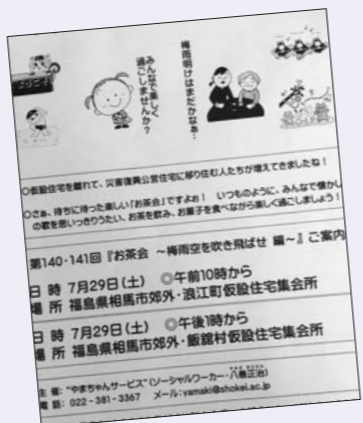 梅雨明けはまだかなぁ…
みんなで楽しく
過ごしませんか?
○仮設住宅を離れて、災害復興公営住宅に移り住む人たちが増えてきましたね!
○さぁ、待ちに待った楽しい「お茶会」ですよぉ! いつものように、みんなで懐かし
の歌を思いっきりうたい、お茶を飲み、お菓子を食べながら楽しく過ごしましょう!
第140・141回『お茶会 ~梅雨空を吹き飛ばせ 編~』ご案内
日 時 7月29日(土) ◎午前10時から
場 所 福島県相馬市郊外・浪江町仮設住宅集会所
日 時 7月29日(土) ◎午後1時から
場 所 福島県相馬市郊外・飯舘村仮設住宅集会所
主 催: "やまちゃんサービス"(ソーシャルワーカー・八巻正治)
電 話: 022-381-3367 メール:yamaki@shokei.ac.jp